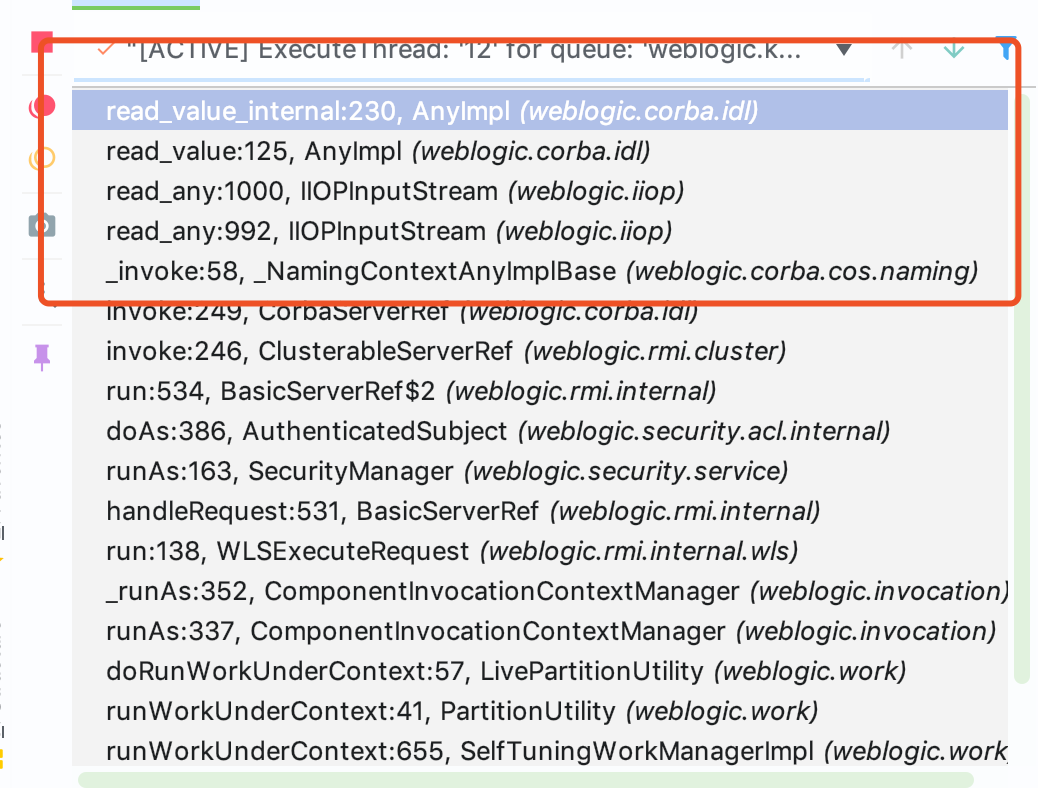 "[ACTIVE] ExecuteThread: '12' for queue: 'weblogic.k...
read_value_internal:230, AnyImpl (weblogic.corba.idl)
read_value:125, AnyImpl (weblogic.corba.idl)
read_any:1000, IIOPInputStream (weblogic.iiop)
read_any:992, IIOPInputStream (weblogic.iiop)
_invoke:58, _NamingContextAnyImplBase (weblogic.corba.cos.naming)
invoke:249, CorbaServerRef (weblogic.corba.idl)
invoke:246, ClusterableServerRef (weblogic.rmi.cluster)
run:534, BasicServerRef$2 (weblogic.rmi.internal)
doAs:386, AuthenticatedSubject (weblogic.security.acl.internal)
runAs:163, SecurityManager (weblogic.security.service)
handleRequest:531, BasicServerRef (weblogic.rmi.internal)
run:138, WLSExecuteRequest (weblogic.rmi.internal.wls)
_runAs:352, ComponentInvocationContextManager (weblogic.invocation)
runAs:337, ComponentInvocationContextManager (weblogic.invocation)
doRunWorkUnderContext:57, LivePartitionUtility (weblogic.work)
runWorkUnderContext:41, PartitionUtility (weblogic.work)
runWorkUnderContext:655, SelfTuningWorkManagerImpl (weblogic.work